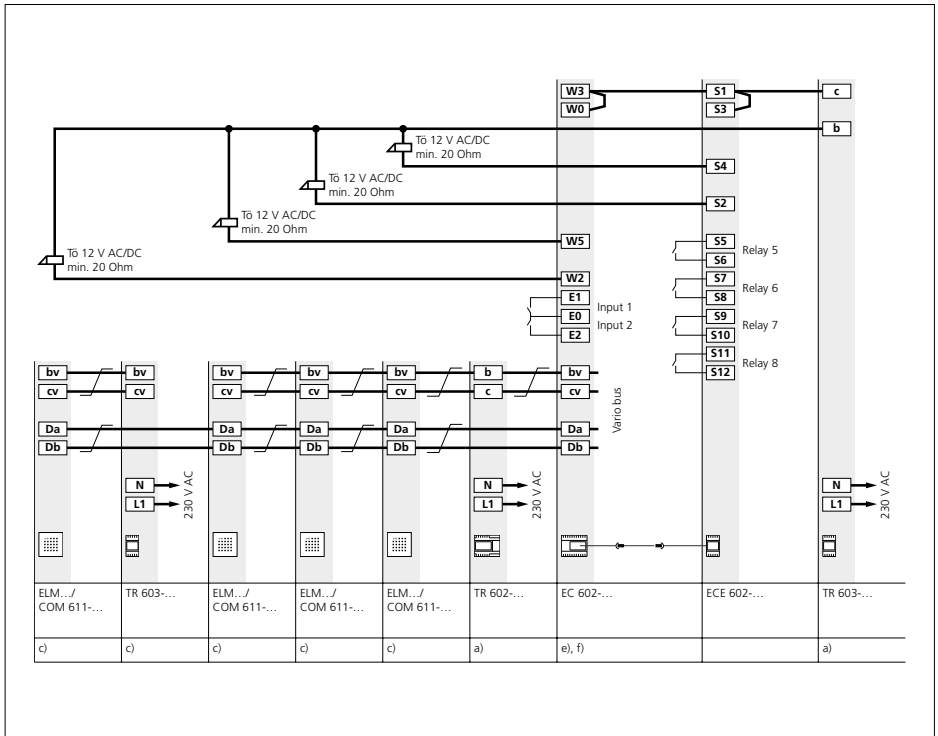 W3 S1 c
W0 S3
b
Tö 12 V AC/DC
min. 20 Ohm
S4
Tö 12 V AC/DC
min. 20 Ohm
S2
Tö 12 V AC/DC
min. 20 Ohm
W5 S5
Relay 5
S6
Tö 12 V AC/DC
min. 20 Ohm
W2 S7
Relay 6
E1 S8
Input 1
E0 S9
Input 2 Relay 7
E2 S10
S11
Relay 8
bv bv bv bv bv b bv S12
cv cv cv cv cv c cv
Vario bus
Da Da Da Da Da
Db Db Db Db Db
N N N
230 V AC 230 V AC 230 V AC
L1 L1 L1
ELM.../ TR 603-... ELM.../ ELM.../ ELM.../ TR 602-... EC 602-... ECE 602-... TR 603-...
COM 611-... COM 611-... COM 611-... COM 611-...
c) c) c) c) c) a) e), f) a)